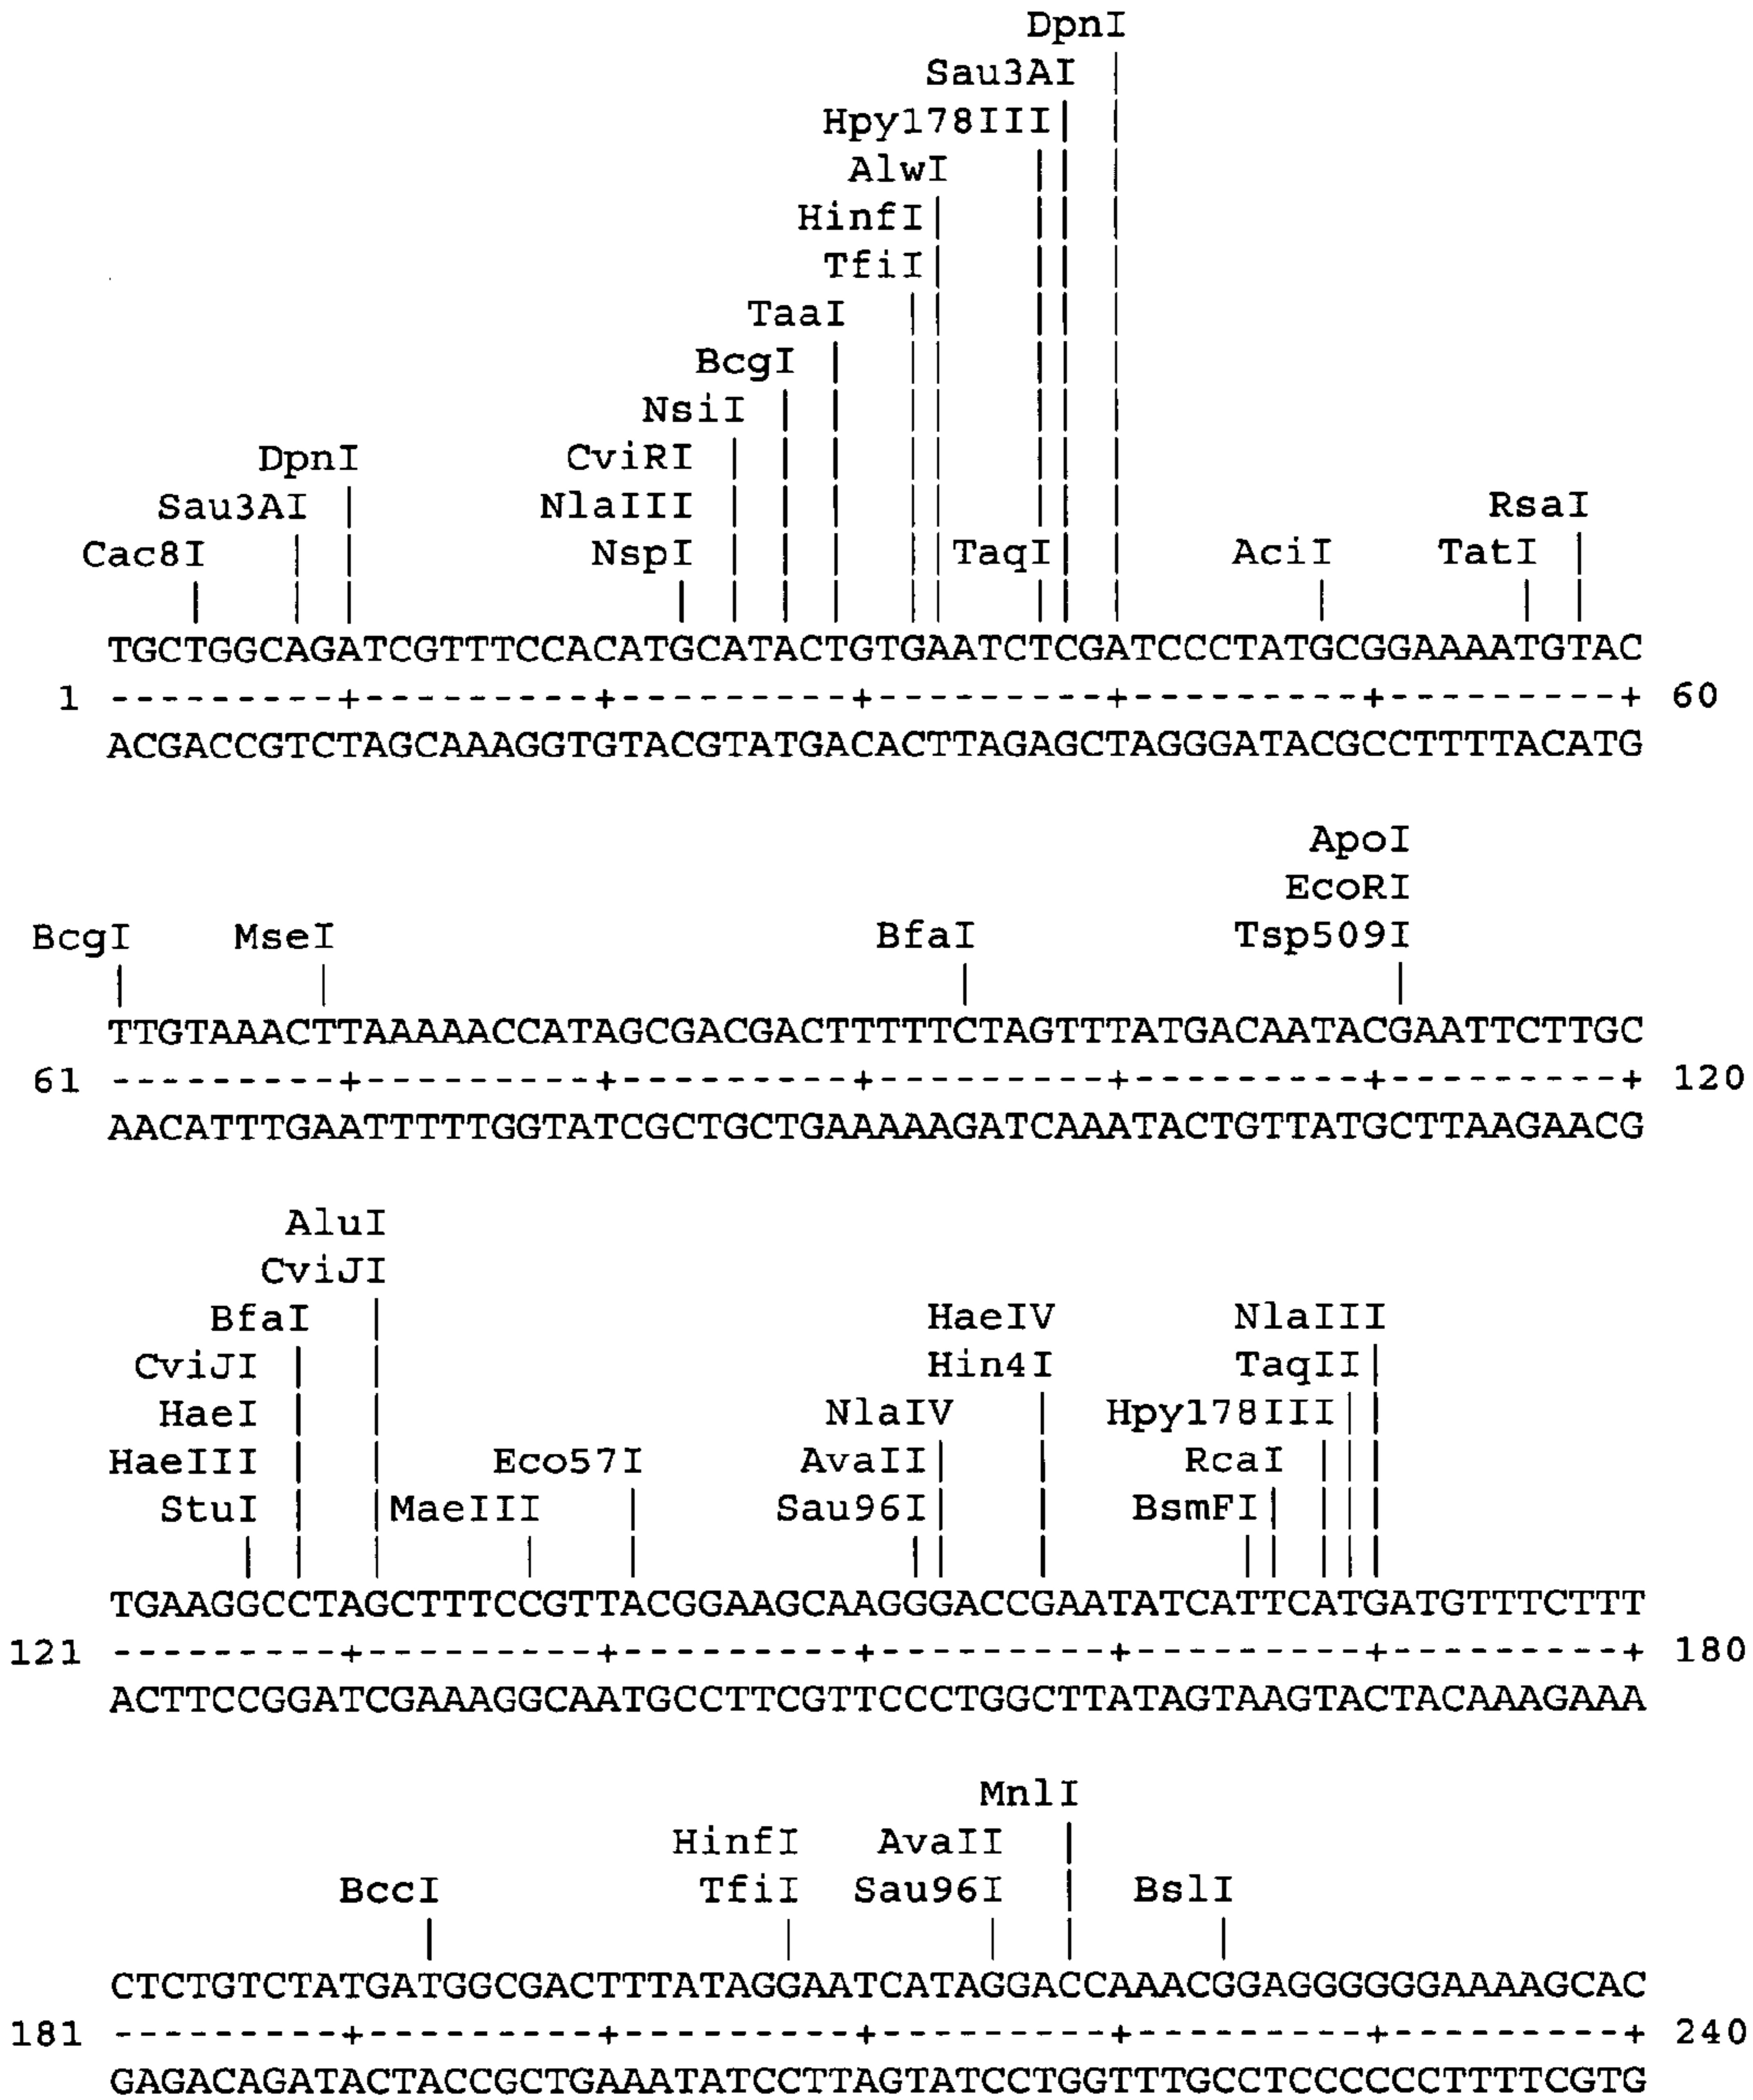 DpnI
Sau3AI
Hpy178III
AlwI
HinfI
TfiI
TaaI
BcgI
NsiI
DpnI CviRI
Sau3AI NlaIII RsaI
Cac8I NspI TaqI AciI TatI
TGCTGGCAGATCGTTTCCACATGCATACTGTGAATCTCGATCCCTATGCGGAAAATGTAC
1 ---------+---------+---------+---------+---------+---------+ 60
ACGACCGTCTAGCAAAGGTGTACGTATGACACTTAGAGCTAGGGATACGCCTTTTACATG
ApoI
EcoRI
BcgI MseI BfaI Tsp509I
TTGTAAACTTAAAAACCATAGCGACGACTTTTTCTAGTTTATGACAATACGAATTCTTGC
61 ---------+---------+---------+---------+---------+---------+ 120
AACATTTGAATTTTTGGTATCGCTGCTGAAAAAGATCAAATACTGTTATGCTTAAGAACG
AluI
CviJI
BfaI HaeIV NlaIII
CviJI Hin4I TaqII
HaeI NlaIV Hpy178III
HaeIII Eco57I AvaII RcaI
StuI MaeIII Sau96I BsmFI
TGAAGGCCTAGCTTTCCGTTACGGAAGCAAGGGACCGAATATCATTCATGATGTTTCTTT
121 ---------+---------+---------+---------+---------+---------+ 180
ACTTCCGGATCGAAAGGCAATGCCTTCGTTCCCTGGCTTATAGTAAGTACTACAAAGAAA
MnlI
HinfI AvaII
BccI TfiI Sau96I BslI
CTCTGTCTATGATGGCGACTTTATAGGAATCATAGGACCAAACGGAGGGGGGAAAAGCAC
181 ---------+---------+---------+---------+---------+---------+ 240
GAGACAGATACTACCGCTGAAATATCCTTAGTATCCTGGTTTGCCTCCCCCCTTTTCGTG